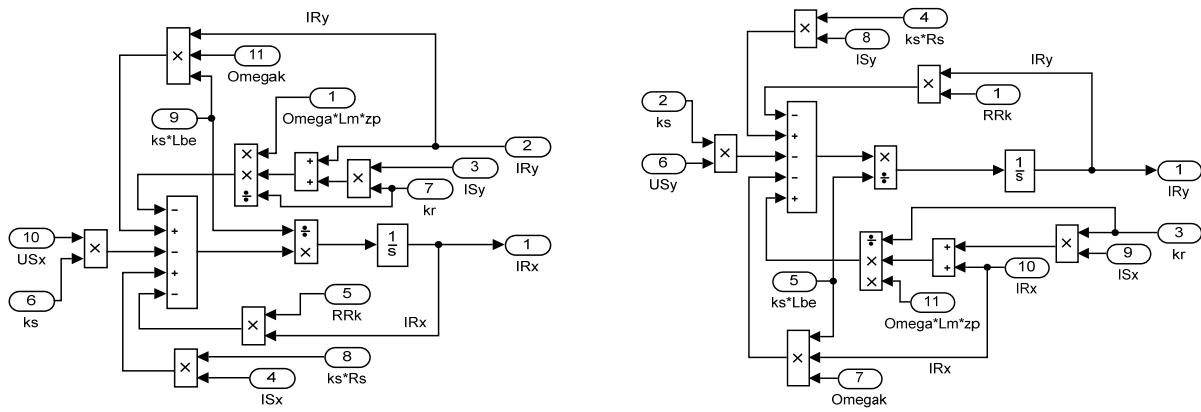 IRy
11
Omegak
1
Omega*Lm*zp
9
ks*Lbe
2
IRy
3
ISy
7
kr
× 
×
×
÷
+
+
×
10
USx
6
ks
×
−
+
−
+
−
÷
×
1
s
1
IRx
5
RRk
IRx
×
8
ks*Rs
4
ISx
×
4
ks*Rs
8
ISy
×
IRy
1
RRk
×
2
ks
6
USy
×
−
+
−
−
+
×
÷
1
s
1
IRy
÷
×
×
+
+
×
3
kr
9
ISx
10
IRx
11
Omega*Lm*zp
5
ks*Lbe
×
IRx
7
Omegak